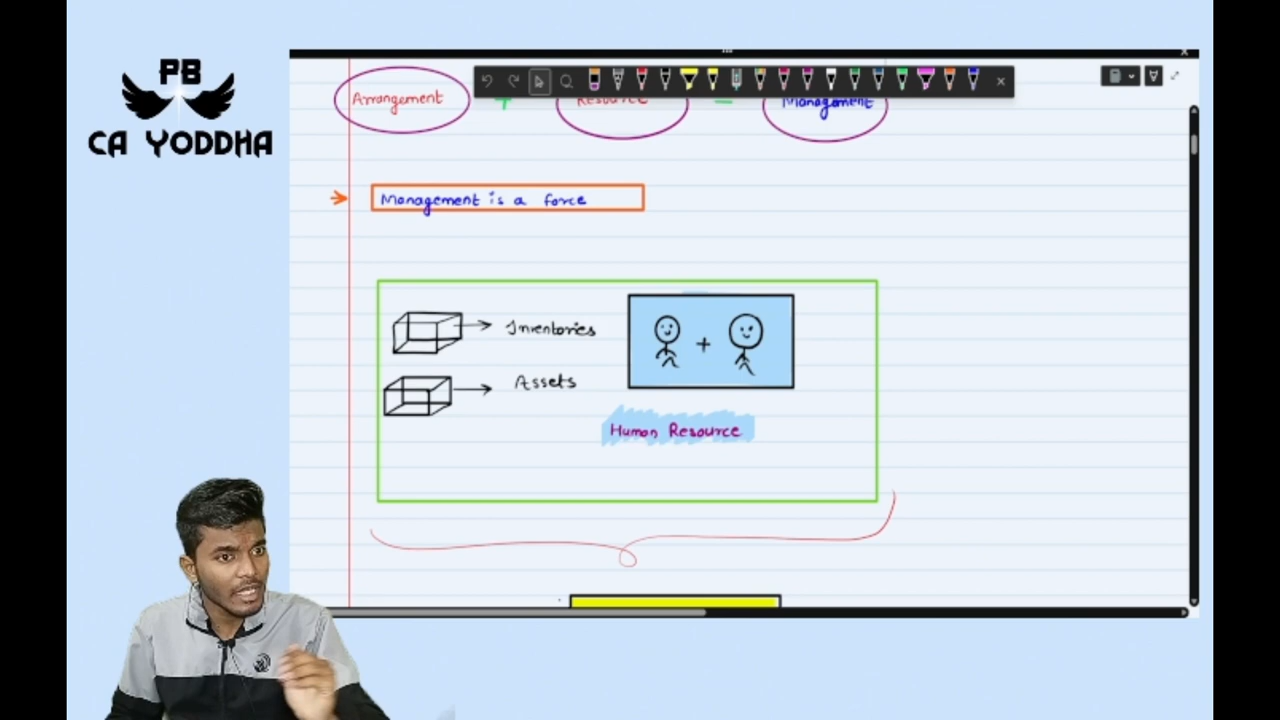 PB
CA YODDHA
Arrangement + Resource = Management
Management is a force
Inventories
+
Assets
Human Resource